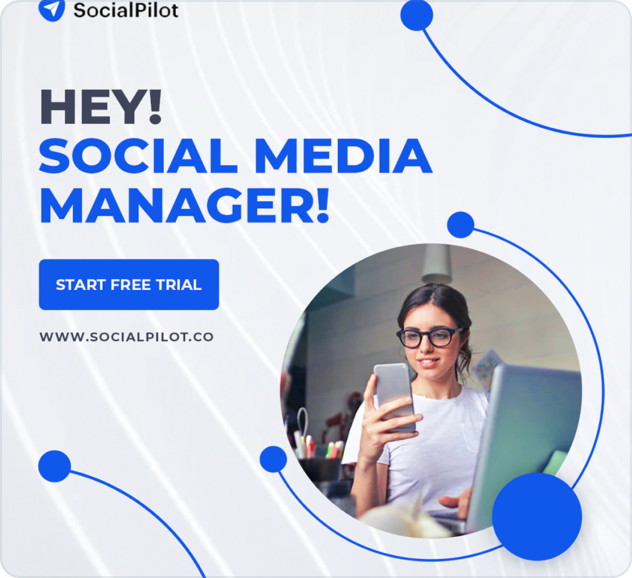 SocialPilot
HEY!
SOCIAL MEDIA
MANAGER!
START FREE TRIAL
WWW.SOCIALPILOT.CO